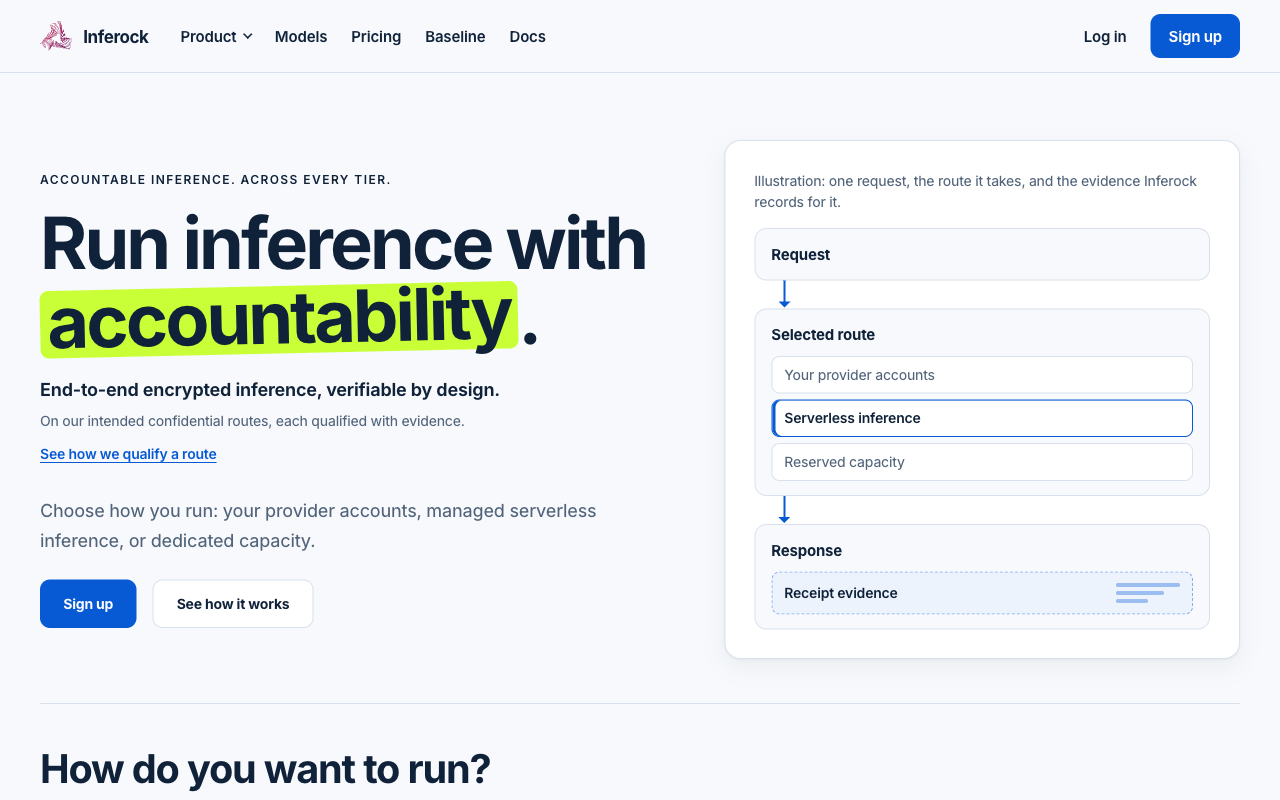 Inferock
Product
Models
Pricing
Baseline
Docs
Log in
Sign up
ACCOUNTABLE INFERENCE. ACROSS EVERY TIER.
Run inference with
accountability.
End-to-end encrypted inference, verifiable by design.
On our intended confidential routes, each qualified with evidence.
See how we qualify a route
Choose how you run: your provider accounts, managed serverless
inference, or dedicated capacity.
Sign up
See how it works
Illustration: one request, the route it takes, and the evidence Inferock
records for it.
Request
Selected route
Your provider accounts
Serverless inference
Reserved capacity
Response
Receipt evidence
How do you want to run?